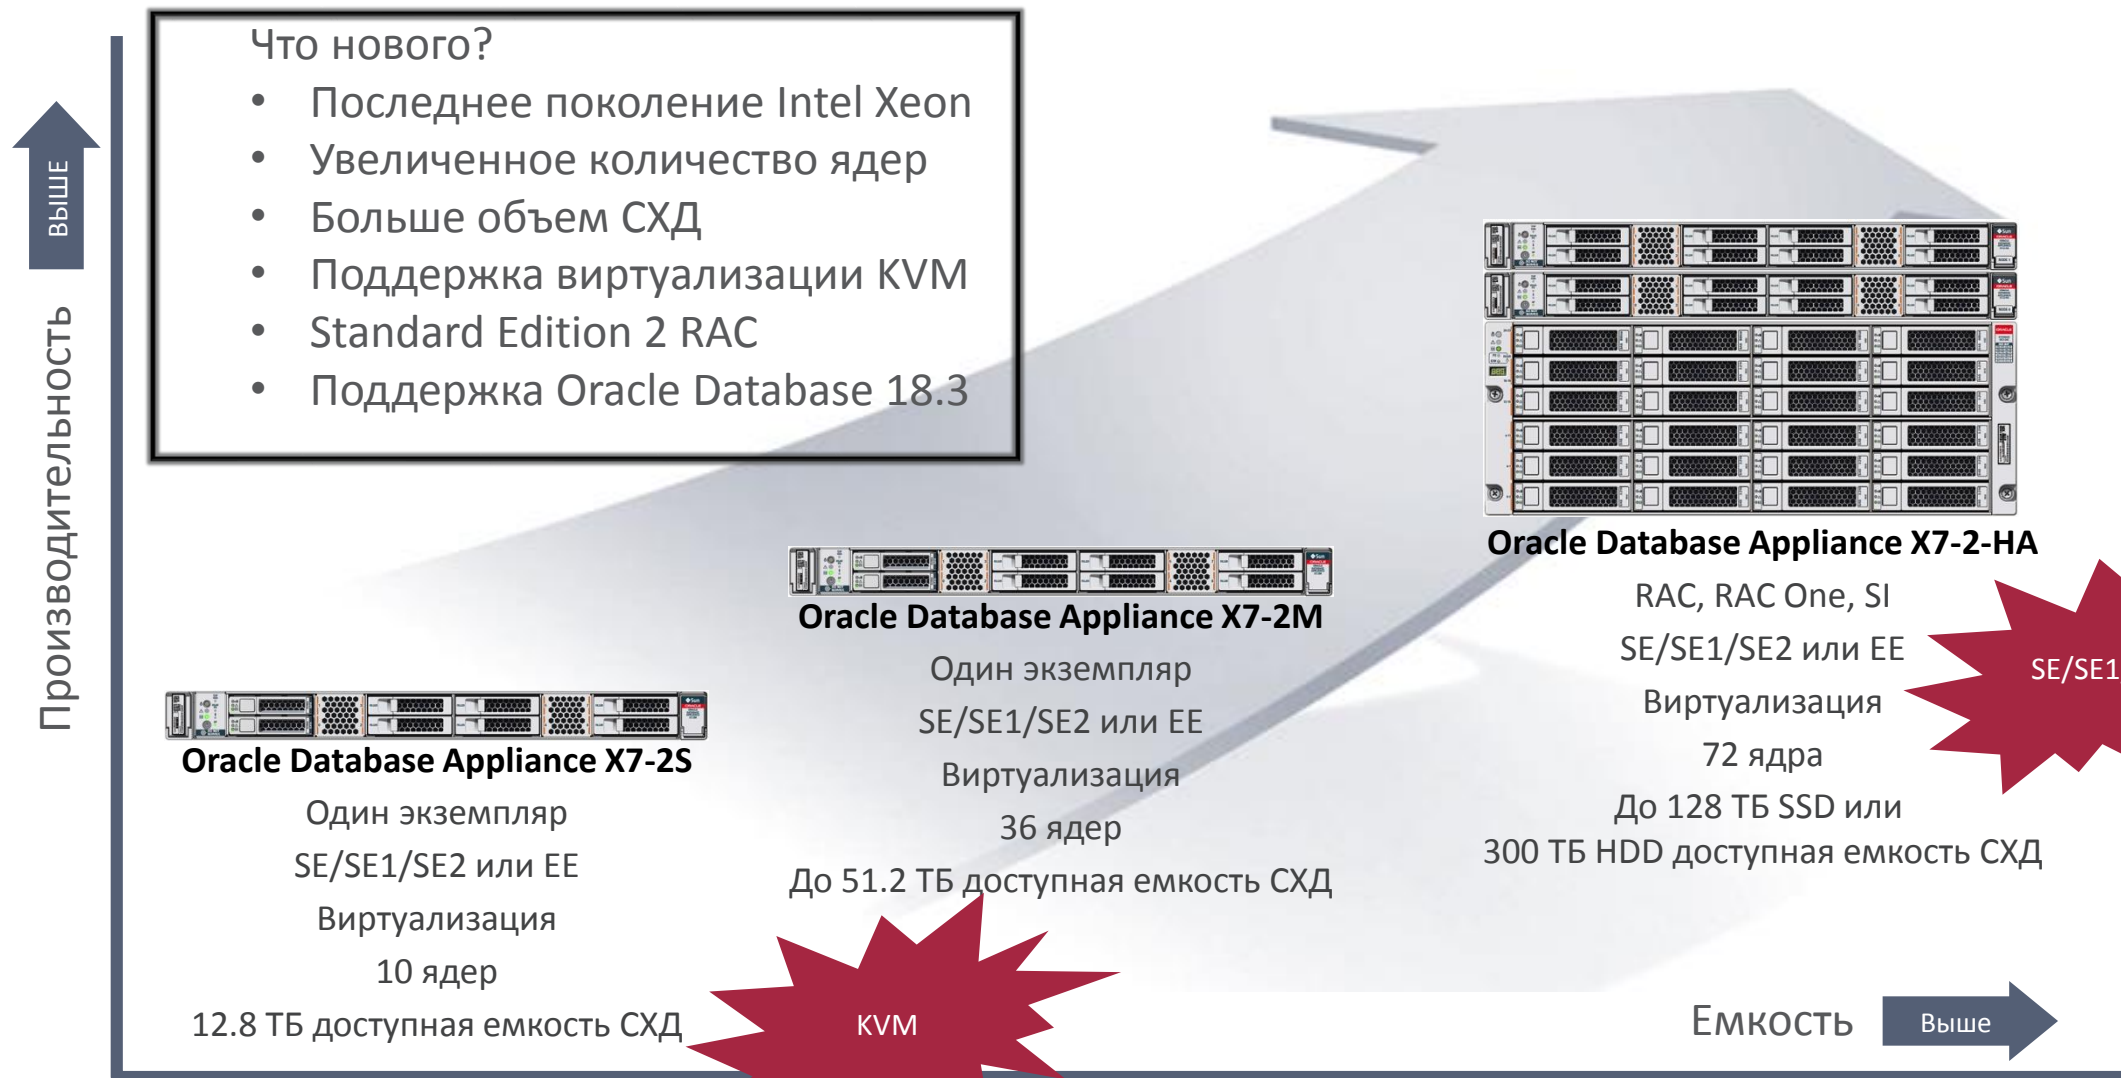 Что нового?
• Последнее поколение Intel Xeon
• Увеличенное количество ядер
• Больше объем СХД
• Поддержка виртуализации KVM
• Standard Edition 2 RAC
• Поддержка Oracle Database 18.3
Производительность
ВЫШЕ
Oracle Database Appliance X7-2S
Один экземпляр
SE/SE1/SE2 или EE
Виртуализация
10 ядер
12.8 ТБ доступная емкость СХД
KVM
Oracle Database Appliance X7-2M
Один экземпляр
SE/SE1/SE2 или EE
Виртуализация
36 ядер
До 51.2 ТБ доступная емкость СХД
Oracle Database Appliance X7-2-HA
RAC, RAC One, SI
SE/SE1/SE2 или EE
Виртуализация
72 ядра
До 128 ТБ SSD или
300 ТБ HDD доступная емкость СХД
SE/SE1
Емкость
Выше